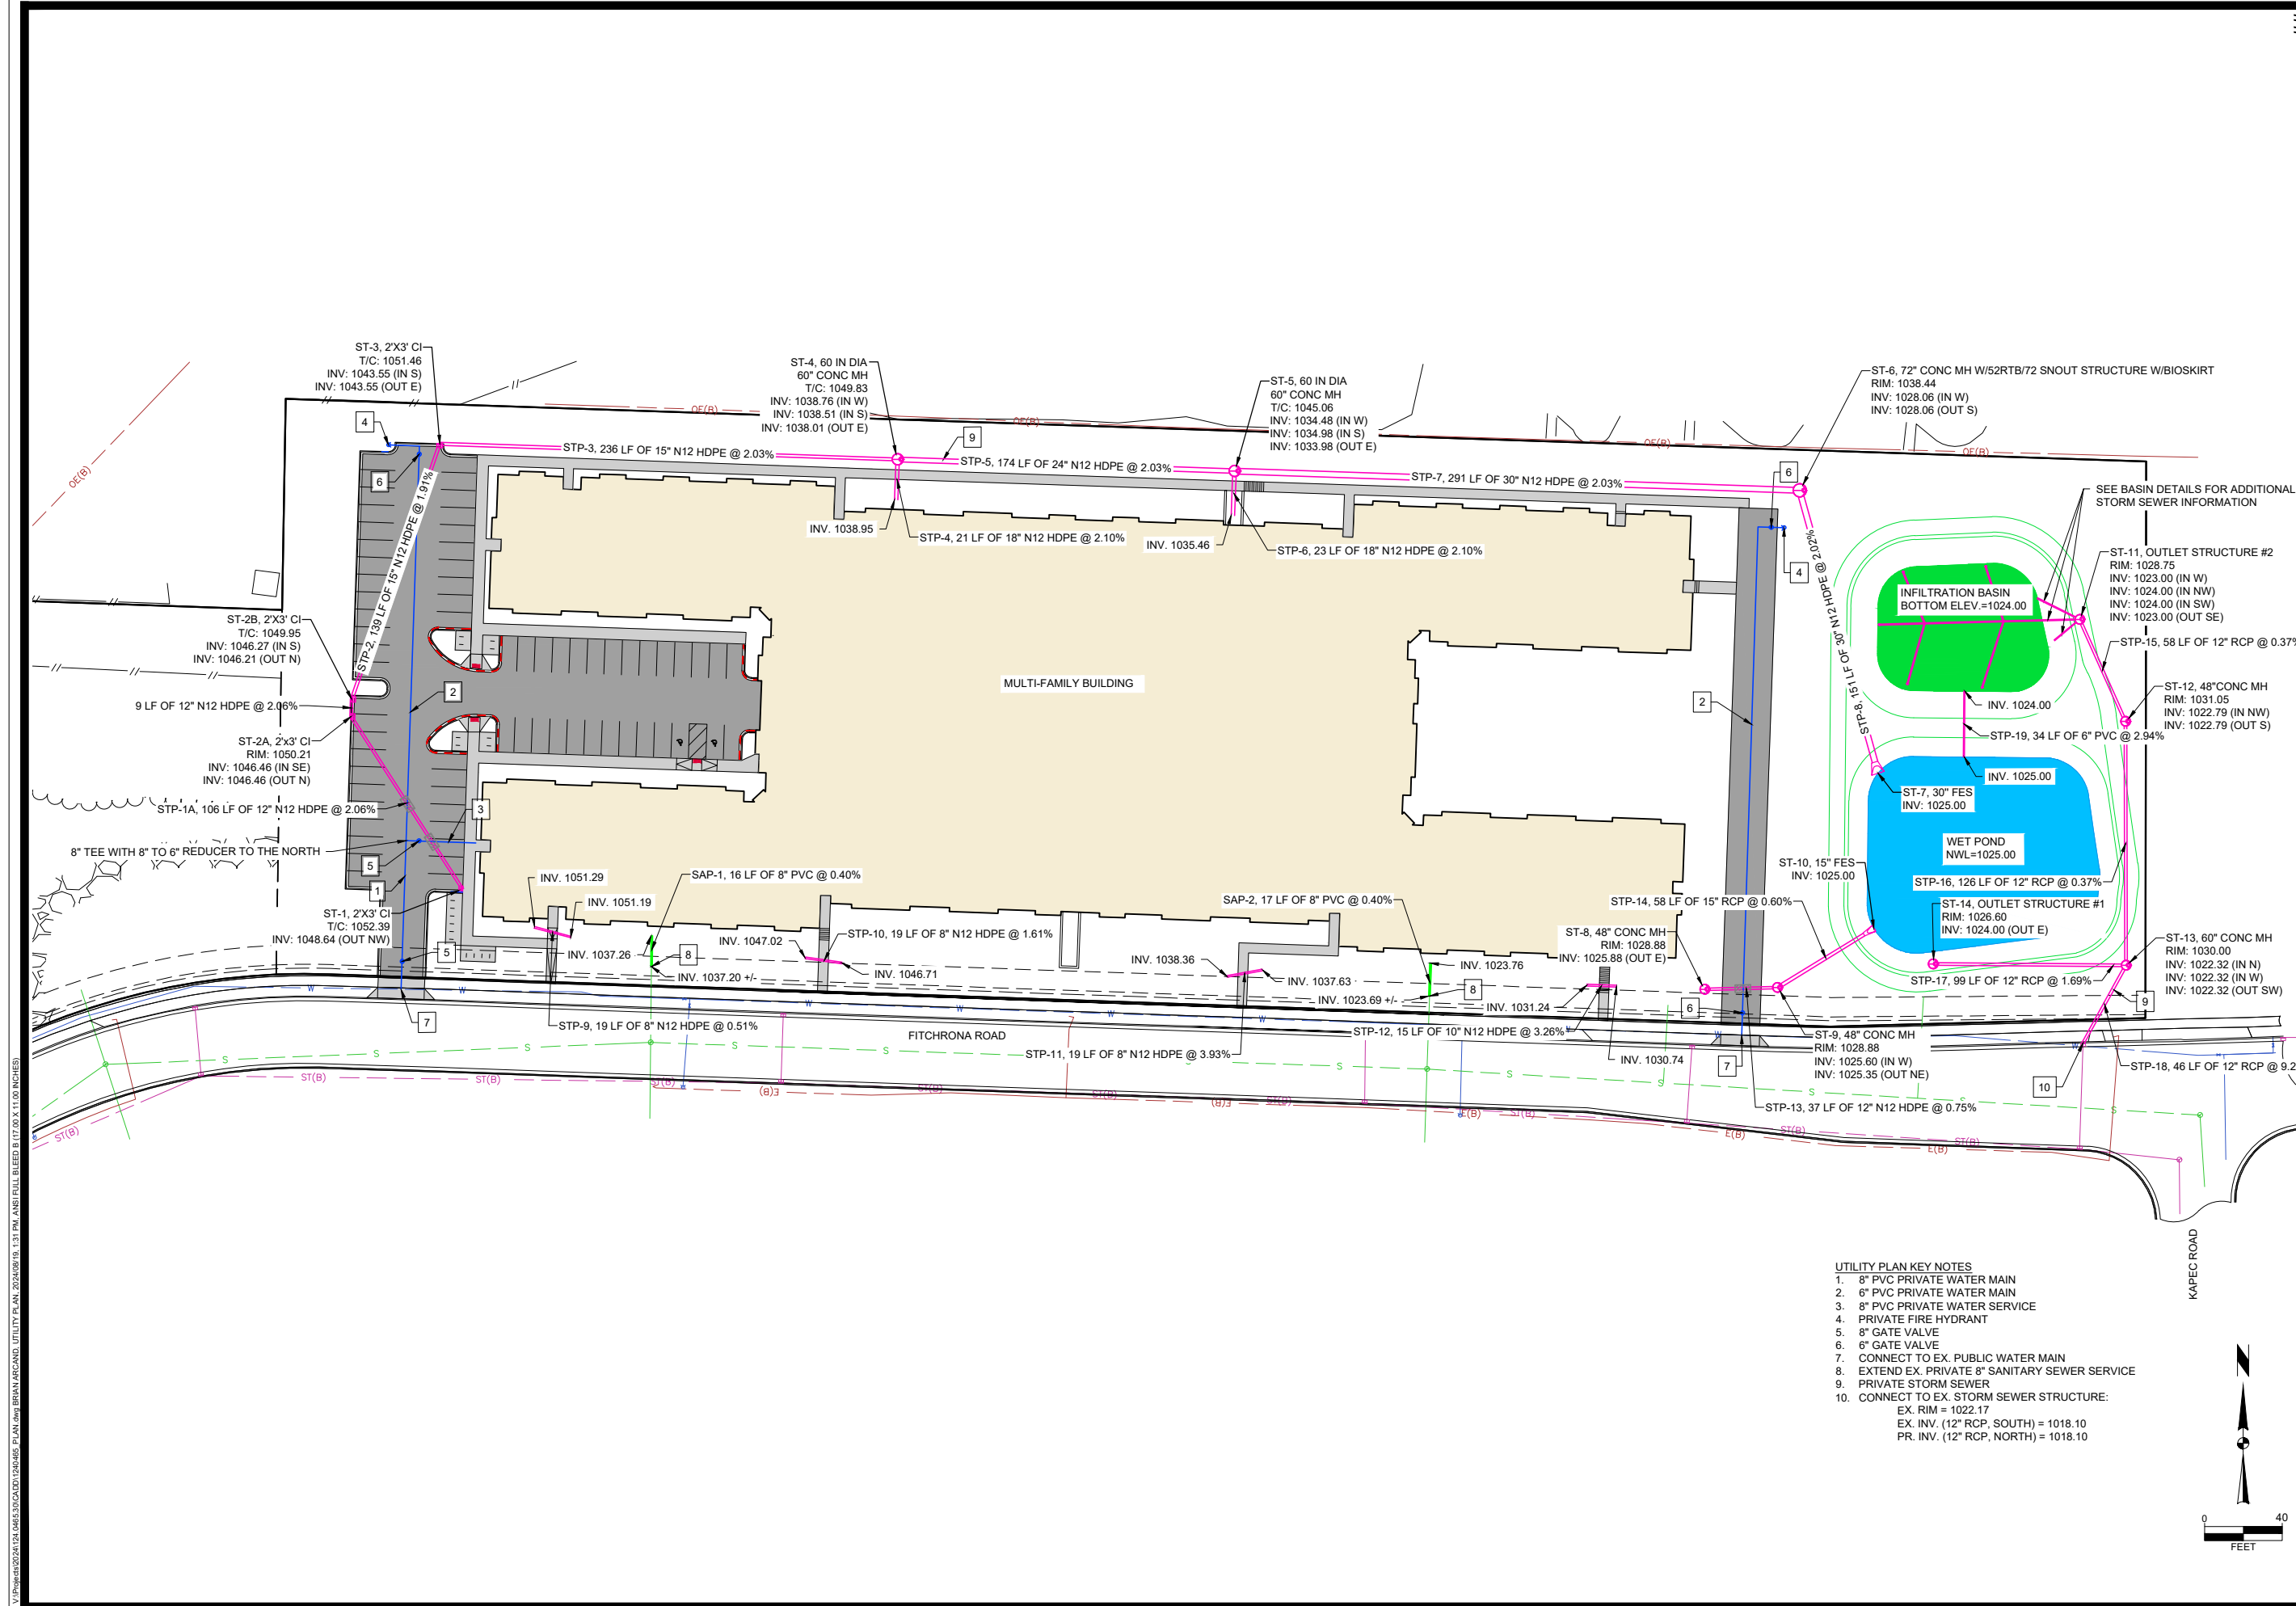 ST-3, 2'X3' CI
T/C: 1051.46
INV: 1043.55 (IN S)
INV: 1043.55 (OUT E)
ST-4, 60 IN DIA
60" CONC MH
T/C: 1049.83
INV: 1038.76 (IN W)
INV: 1038.51 (IN S)
INV: 1038.01 (OUT E)
ST-5, 60 IN DIA
60" CONC MH
T/C: 1045.06
INV: 1034.48 (IN W)
INV: 1034.98 (IN S)
INV: 1033.98 (OUT E)
ST-6, 72" CONC MH W/52RTB/72 SNOUT STRUCTURE W/BIOSKIRT
RIM: 1038.44
INV: 1028.06 (IN W)
INV: 1028.06 (OUT S)
OE(B)
OE(B)
OE(B)
OE(B)
OE(B)
4
6
9
6
4
STP-3, 236 LF OF 15" N12 HDPE @ 2.03%
STP-5, 174 LF OF 24" N12 HDPE @ 2.03%
STP-7, 291 LF OF 30" N12 HDPE @ 2.03%
STP-2, 139 LF OF 15" N12 HDPE @ 1.91%
INV. 1038.95
STP-4, 21 LF OF 18" N12 HDPE @ 2.10%
INV. 1035.46
STP-6, 23 LF OF 18" N12 HDPE @ 2.10%
STP-8, 151 LF OF 30" N12 HDPE @ 2.02%
SEE BASIN DETAILS FOR ADDITIONAL
STORM SEWER INFORMATION
ST-11, OUTLET STRUCTURE #2
RIM: 1028.75
INV: 1023.00 (IN W)
INV: 1024.00 (IN NW)
INV: 1024.00 (IN SW)
INV: 1023.00 (OUT SE)
INFILTRATION BASIN
BOTTOM ELEV.=1024.00
STP-15, 58 LF OF 12" RCP @ 0.37%
ST-2B, 2'X3' CI
T/C: 1049.95
INV: 1046.27 (IN S)
INV: 1046.21 (OUT N)
9 LF OF 12" N12 HDPE @ 2.06%
ST-2A, 2'x3' CI
RIM: 1050.21
INV: 1046.46 (IN SE)
INV: 1046.46 (OUT N)
2
MULTI-FAMILY BUILDING
2
ST-12, 48"CONC MH
RIM: 1031.05
INV: 1022.79 (IN NW)
INV: 1022.79 (OUT S)
INV: 1024.00
STP-19, 34 LF OF 6" PVC @ 2.94%
INV: 1025.00
ST-7, 30" FES
INV: 1025.00
WET POND
NWL=1025.00
STP-1A, 106 LF OF 12" N12 HDPE @ 2.06%
3
8" TEE WITH 8" TO 6" REDUCER TO THE NORTH
5
1
ST-1, 2'X3' CI
T/C: 1052.39
INV: 1048.64 (OUT NW)
5
7
INV: 1051.29
INV: 1051.19
SAP-1, 16 LF OF 8" PVC @ 0.40%
INV: 1037.26
8
INV: 1037.20 +/-
INV. 1047.02
STP-10, 19 LF OF 8" N12 HDPE @ 1.61%
INV: 1046.71
STP-9, 19 LF OF 8" N12 HDPE @ 0.51%
SAP-2, 17 LF OF 8" PVC @ 0.40%
INV: 1038.36
INV: 1037.63
INV: 1023.76
8
INV: 1023.69 +/-
INV: 1031.24
STP-12, 15 LF OF 10" N12 HDPE @ 3.26%
STP-11, 19 LF OF 8" N12 HDPE @ 3.93%
INV: 1030.74
STP-14, 58 LF OF 15" RCP @ 0.60%
ST-10, 15" FES
INV: 1025.00
ST-8, 48" CONC MH
RIM: 1028.88
INV: 1025.88 (OUT E)
6
7
ST-9, 48" CONC MH
RIM: 1028.88
INV: 1025.60 (IN W)
INV: 1025.35 (OUT NE)
STP-13, 37 LF OF 12" N12 HDPE @ 0.75%
STP-16, 126 LF OF 12" RCP @ 0.37%
ST-14, OUTLET STRUCTURE #1
RIM: 1026.60
INV: 1024.00 (OUT E)
STP-17, 99 LF OF 12" RCP @ 1.69%
ST-13, 60" CONC MH
RIM: 1030.00
INV: 1022.32 (IN N)
INV: 1022.32 (IN W)
INV: 1022.32 (OUT SW)
9
10
STP-18, 46 LF OF 12" RCP @ 9.2
FITCHRONA ROAD
KAPEC ROAD
UTILITY PLAN KEY NOTES
1. 8" PVC PRIVATE WATER MAIN
2. 6" PVC PRIVATE WATER MAIN
3. 8" PVC PRIVATE WATER SERVICE
4. PRIVATE FIRE HYDRANT
5. 8" GATE VALVE
6. 6" GATE VALVE
7. CONNECT TO EX. PUBLIC WATER MAIN
8. EXTEND EX. PRIVATE 8" SANITARY SEWER SERVICE
9. PRIVATE STORM SEWER
10. CONNECT TO EX. STORM SEWER STRUCTURE:
EX. RIM = 1022.17
EX. INV. (12" RCP, SOUTH) = 1018.10
PR. INV. (12" RCP, NORTH) = 1018.10
N
0 40
FEET